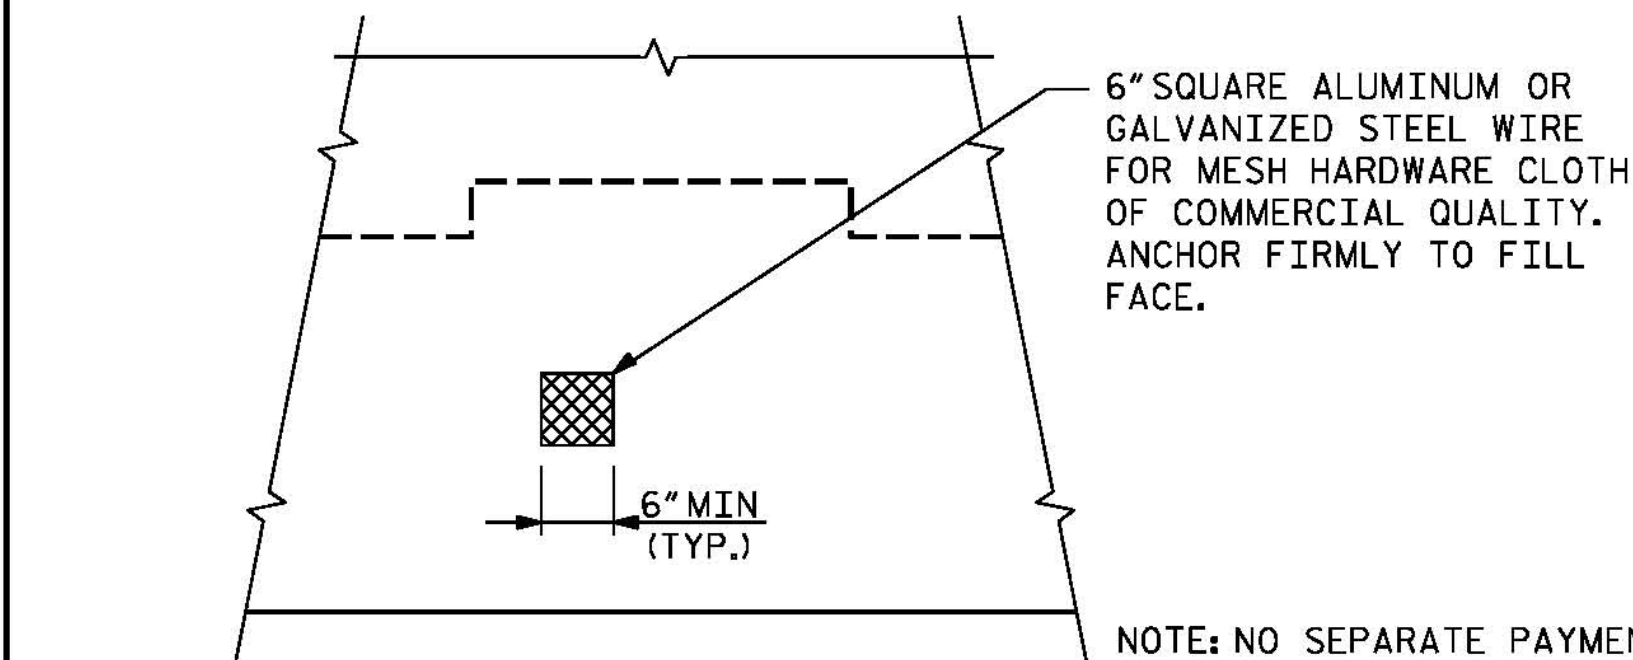 6" SQUARE ALUMINUM OR
GALVANIZED STEEL WIRE
FOR MESH HARDWARE CLOTH
OF COMMERCIAL QUALITY.
ANCHOR FIRMLY TO FILL
FACE.
6" MIN
(TYP.)
NOTE: NO SEPARATE